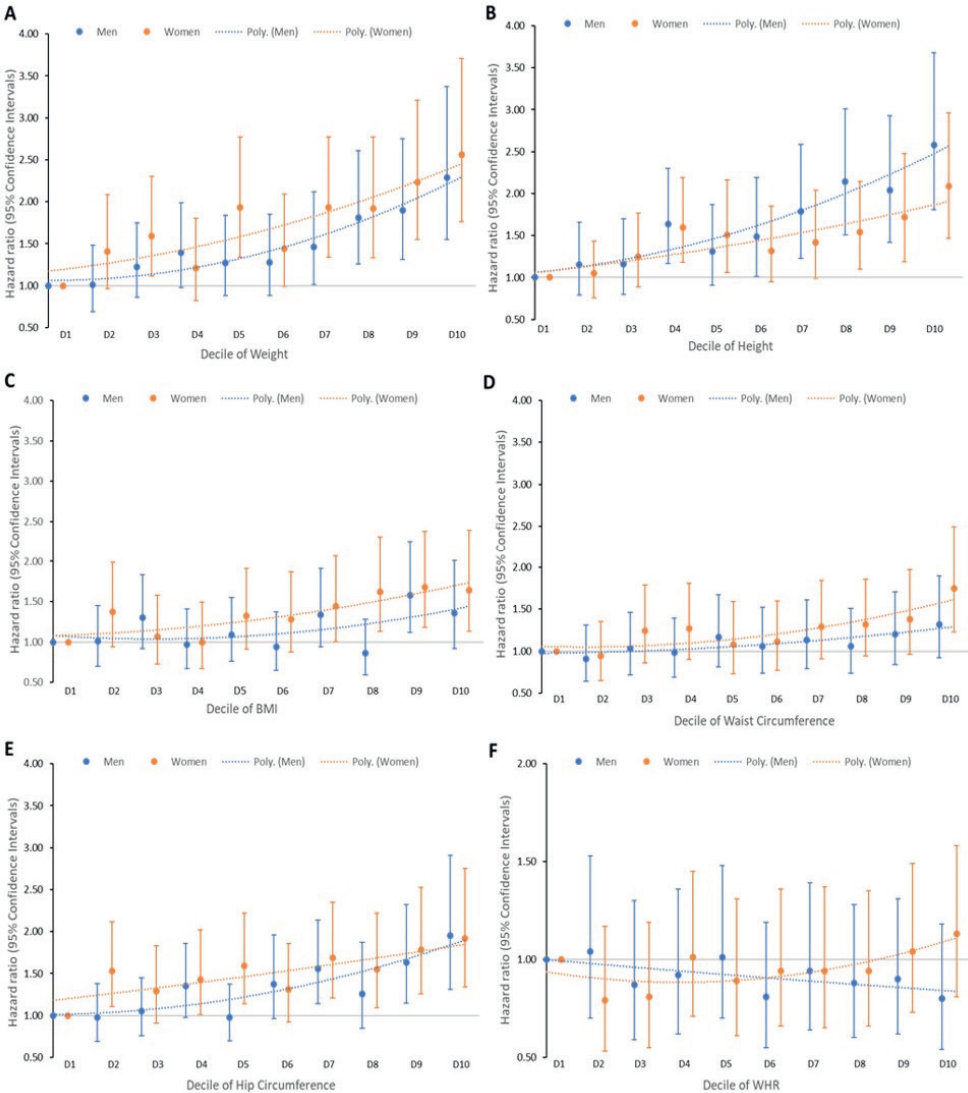 A
Men Women Poly. (Men) Poly. (Women)
Hazard ratio (95% Confidence Intervals)
4.00
3.50
3.00
2.50
2.00
1.50
1.00
0.50
D1 D2 D3 D4 D5 D6 D7 D8 D9 D10
Decile of Weight
B
Men Women Poly. (Men) Poly. (Women)
Hazard ratio (95% Confidence Intervals)
4.00
3.50
3.00
2.50
2.00
1.50
1.00
0.50
D1 D2 D3 D4 D5 D6 D7 D8 D9 D10
Decile of Height
C
Men Women Poly. (Men) Poly. (Women)
Hazard ratio (95% Confidence Intervals)
4.00
3.50
3.00
2.50
2.00
1.50
1.00
0.50
D1 D2 D3 D4 D5 D6 D7 D8 D9 D10
Decile of BMI
D
Men Women Poly. (Men) Poly. (Women)
Hazard ratio (95% Confidence Intervals)
4.00
3.50
3.00
2.50
2.00
1.50
1.00
0.50
D1 D2 D3 D4 D5 D6 D7 D8 D9 D10
Decile of Waist Circumference
E
Men Women Poly. (Men) Poly. (Women)
Hazard ratio (95% Confidence Intervals)
4.00
3.50
3.00
2.50
2.00
1.50
1.00
0.50
D1 D2 D3 D4 D5 D6 D7 D8 D9 D10
Decile of Hip Circumference
F
Men Women Poly. (Men) Poly. (Women)
Hazard ratio (95% Confidence Intervals)
2.00
1.50
1.00
0.50
D1 D2 D3 D4 D5 D6 D7 D8 D9 D10
Decile of WHR